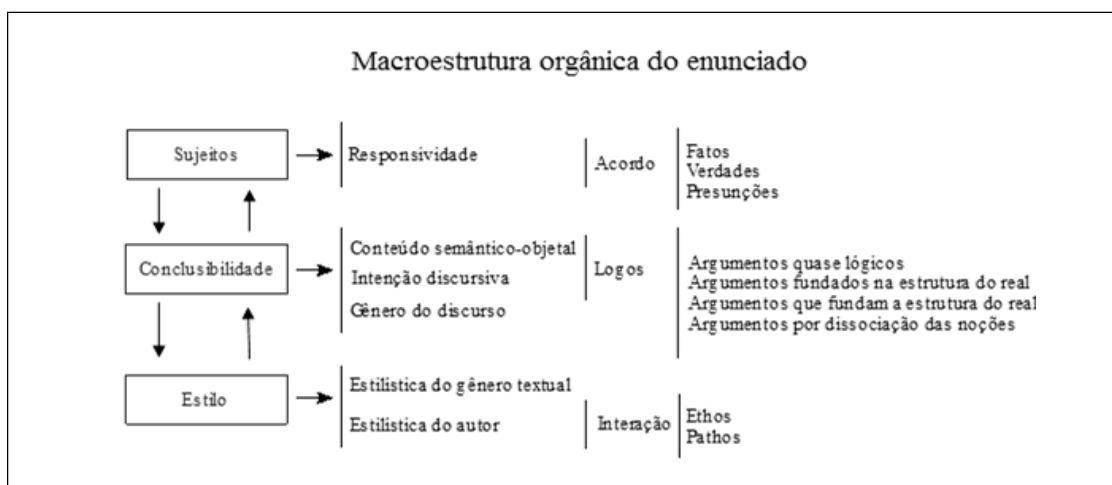 Macroestrutura orgânica do enunciado
Sujeitos
Responsividade
Acordo
Fatos
Verdades
Presunções
Conclusibilidade
Conteúdo semântico-objetal
Intenção discursiva
Gênero do discurso
Logos
Argumentos quase lógicos
Argumentos fundados na estrutura do real
Argumentos que fundam a estrutura do real
Argumentos por dissociação das noções
Estilo
Estilística do gênero textual
Estilística do autor
Interação
Ethos
Pathos